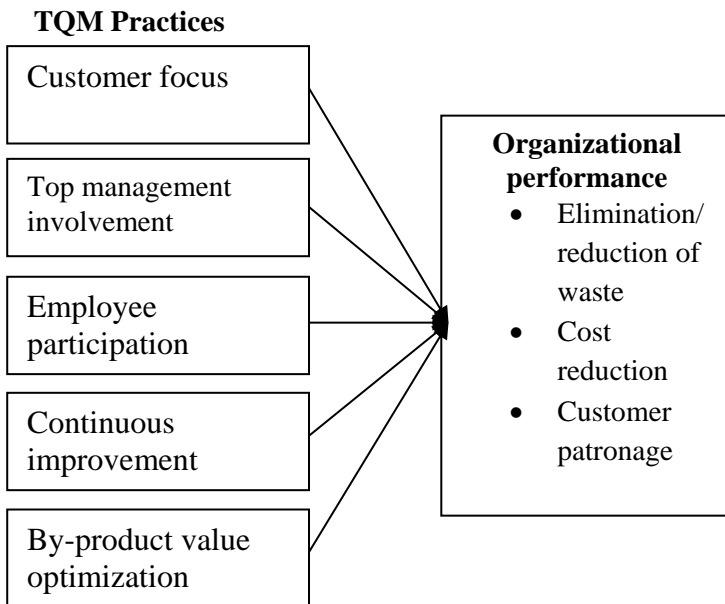 TQM Practices
Customer focus
Top management
involvement
Employee
participation
Continuous
improvement
By-product value
optimization
Organizational
performance
• Elimination/
reduction of
waste
• Cost
reduction
• Customer
patronage